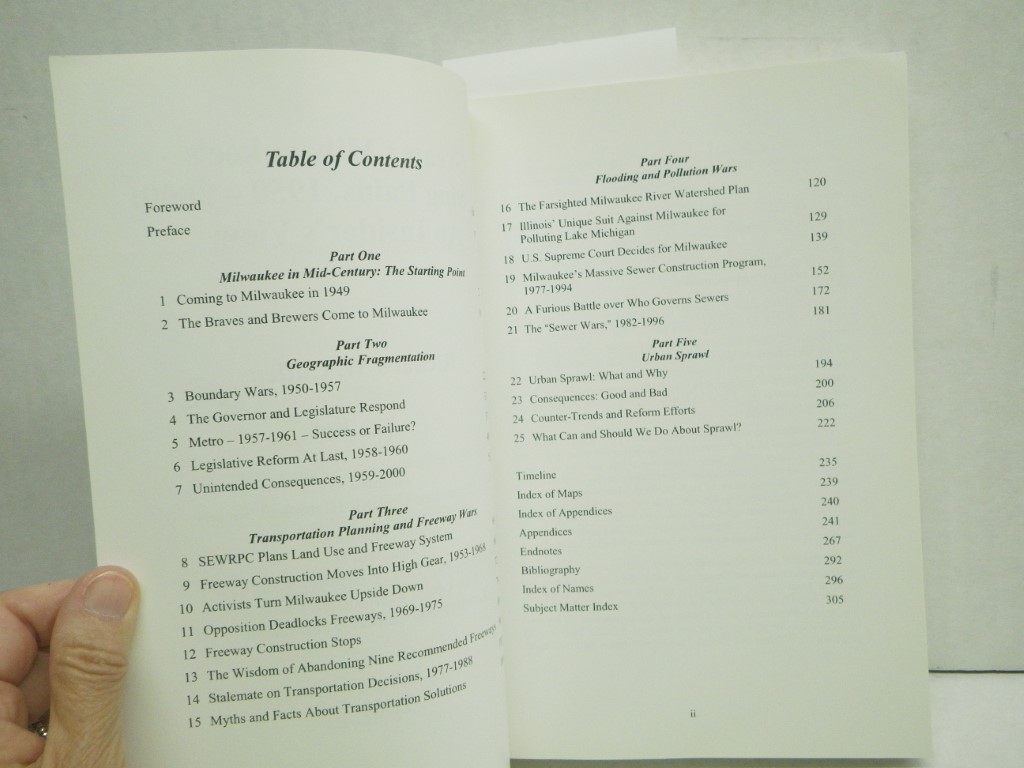 Table of Contents
Foreword
Preface
Part One
Milwaukee in Mid-Century: The Starting Point
1 Coming to Milwaukee in 1949
2 The Braves and Brewers Come to Milwaukee
Part Two
Geographic Fragmentation
3 Boundary Wars, 1950-1957
4 The Governor and Legislature Respond
5 Metro – 1957-1961 – Success or Failure?
6 Legislative Reform At Last, 1958-1960
7 Unintended Consequences, 1959-2000
Part Three
Transportation Planning and Freeway Wars
8 SEWRPC Plans Land Use and Freeway System
9 Freeway Construction Moves Into High Gear, 1953-1968
10 Activists Turn Milwaukee Upside Down
11 Opposition Deadlocks Freeways, 1969-1975
12 Freeway Construction Stops
13 The Wisdom of Abandoning Nine Recommended Freeways
14 Stalemate on Transportation Decisions, 1977-1988
15 Myths and Facts About Transportation Solutions
Part Four
Flooding and Pollution Wars
16 The Farsighted Milwaukee River Watershed Plan 120
17 Illinois' Unique Suit Against Milwaukee for
Polluting Lake Michigan 129
18 U.S. Supreme Court Decides for Milwaukee 139
19 Milwaukee's Massive Sewer Construction Program,
1977-1994 152
20 A Furious Battle over Who Governs Sewers 172
21 The "Sewer Wars," 1982-1996 181
Part Five
Urban Sprawl
22 Urban Sprawl: What and Why 194
23 Consequences: Good and Bad 200
24 Counter-Trends and Reform Efforts 206
25 What Can and Should We Do About Sprawl? 222
Timeline 235
Index of Maps 239
Index of Appendices 240
Appendices 241
Endnotes 267
Bibliography 292
Index of Names 296
Subject Matter Index 305
ii